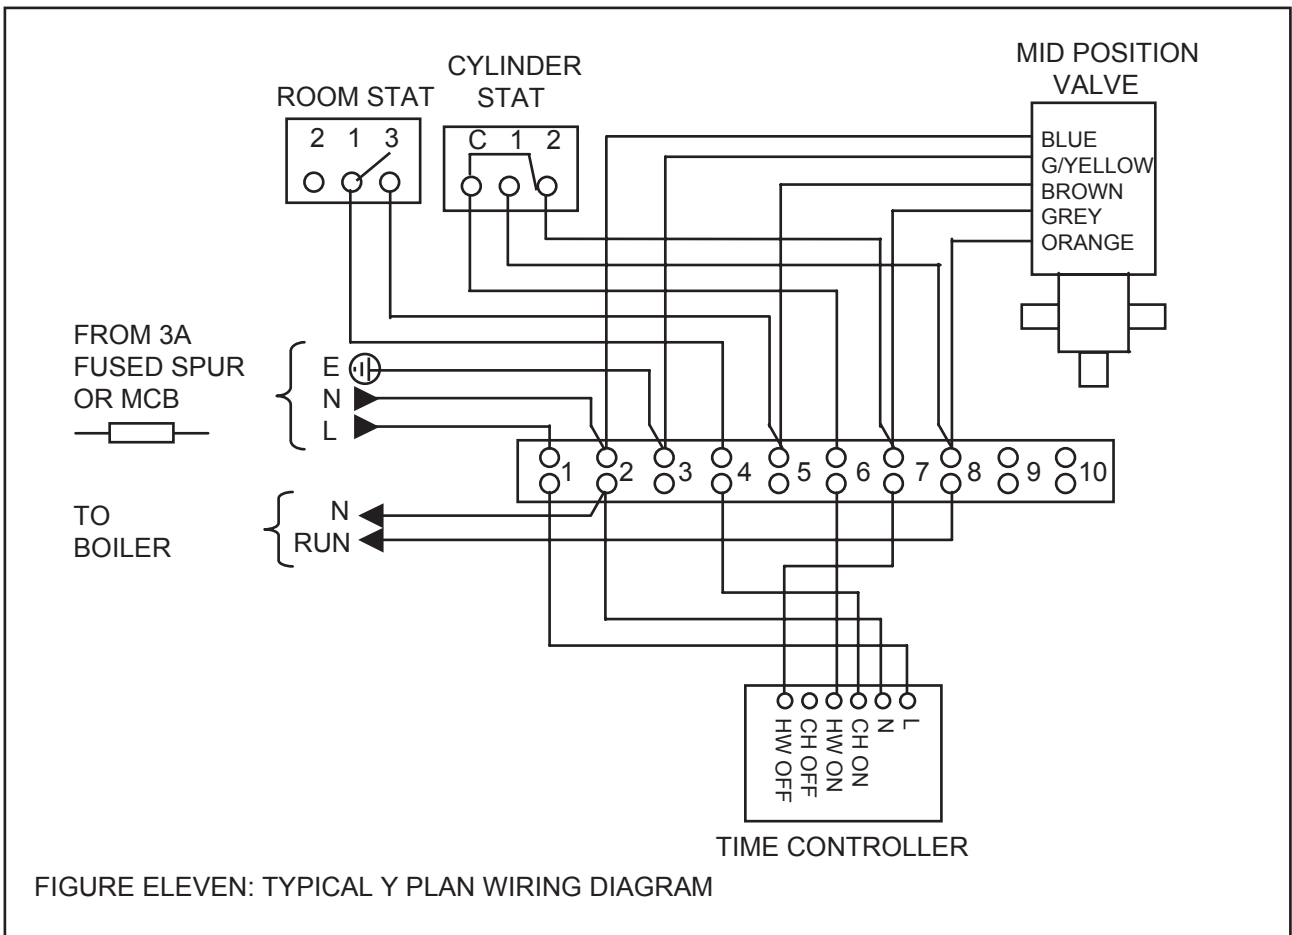 MID POSITION
VALVE
CYLINDER
STAT
ROOM STAT
2 1 3
C 1 2
BLUE
G/YELLOW
BROWN
GREY
ORANGE
FROM 3A
FUSED SPUR
OR MCB
E
N
L
1 2 3 4 5 6 7 8 9 10
TO
BOILER
N
RUN
HW OFF
CH OFF
HW ON
CH ON
N
L
TIME CONTROLLER
FIGURE ELEVEN: TYPICAL Y PLAN WIRING DIAGRAM